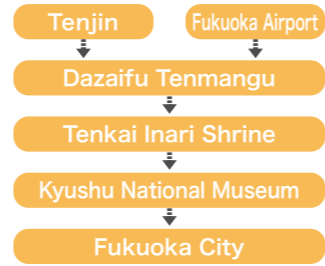 Tenjin
Fukuoka Airport
Dazaifu Tenmangu
Tenkai Inari Shrine
Kyushu National Museum
Fukuoka City